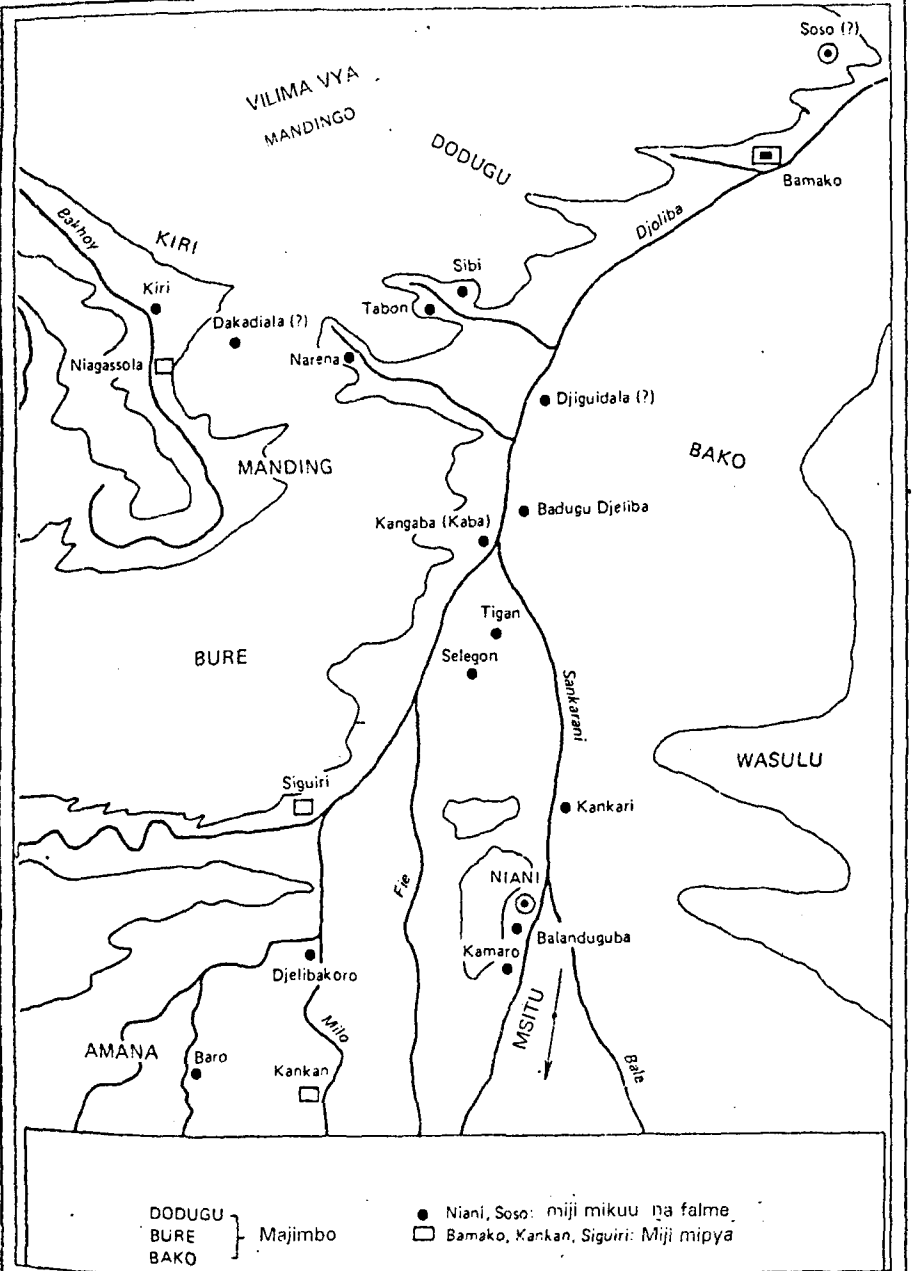 Soso (?)
VILIMA VYA
MANDINGO
DODUGU
Bamako
Djoliba
Bakhoy
KIRI
Sibi
Kiri
Tabon
Dakadiala (?)
Narena
Niagassola
Djiguidala (?)
BAKO
MANDING
Badugu Djeliba
Kangaba (Kaba)
Tigan
BURE
Selegon
Sankarani
WASULU
Siguiri
Kankari
NIANI
Fie
Balanduguba
Kamaro
Djelibakoro
MSITU
Milo
AMANA
Baro
Kankan
Bale
DODUGU
BURE
BAKO
Majimbo
Niani, Soso: miji mikuu na falme
Bamako, Kankan, Siguiri: Miji mipya